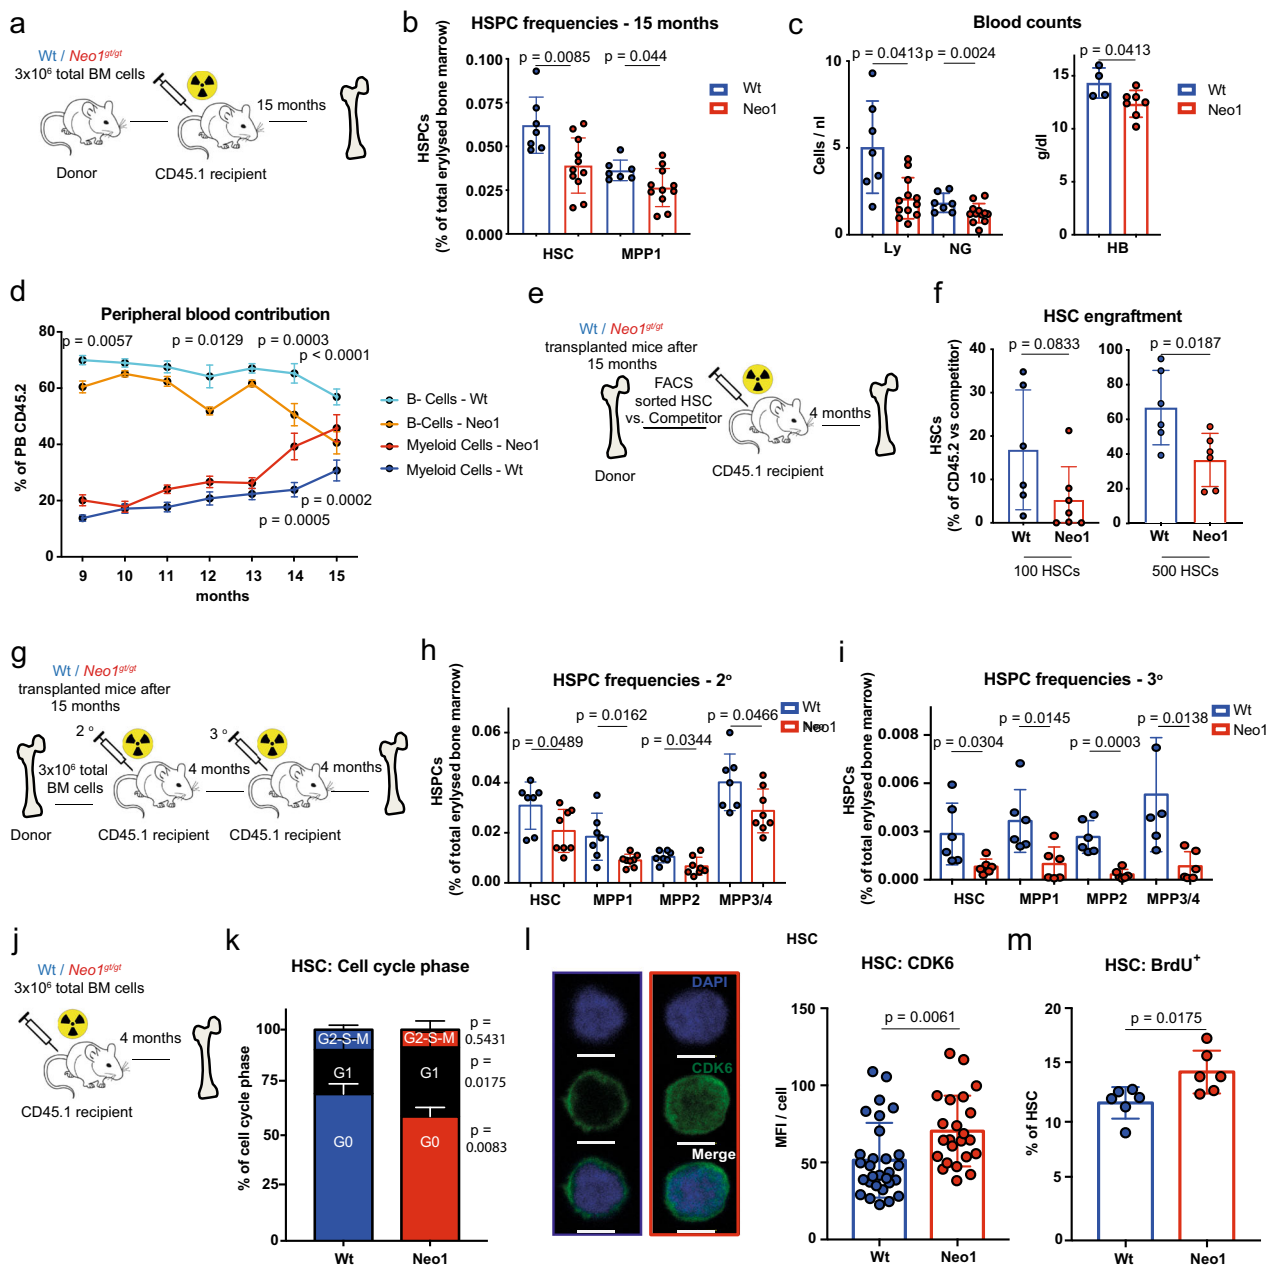 a
Wt / Neo1gt/gt
3x10⁶ total BM cells
15 months
Donor
CD45.1 recipient
b
HSPC frequencies - 15 months
HSPCs
(% of total erylysed bone marrow)
0.100
0.075
0.050
0.025
0.000
p = 0.0085
p = 0.044
HSC
MPP1
Wt
Neo1
c
Blood counts
Cells / nl
10
5
0
p = 0.0413
p = 0.0024
Ly
NG
g/dl
15
10
5
0
p = 0.0413
HB
Wt
Neo1
d
Peripheral blood contribution
% of PB CD45.2
80
60
40
20
0
p = 0.0057
p = 0.0129
p = 0.0003
p < 0.0001
p = 0.0002
p = 0.0005
9
10
11
12
13
14
15
months
B- Cells - Wt
B-Cells - Neo1
Myeloid Cells - Neo1
Myeloid Cells - Wt
e
Wt / Neo1gt/gt
transplanted mice after
15 months
FACS
sorted HSC
vs. Competitor
4 months
Donor
CD45.1 recipient
f
HSC engraftment
HSCs
(% of CD45.2 vs competitor)
40
30
20
10
0
p = 0.0833
Wt
Neo1
100 HSCs
100
80
60
40
20
0
p = 0.0187
Wt
Neo1
500 HSCs
g
Wt / Neo1gt/gt
transplanted mice after
15 months
2 °
3 °
3x10⁶ total
BM cells
4 months
4 months
Donor
CD45.1 recipient
CD45.1 recipient
h
HSPC frequencies - 2°
HSPCs
(% of total erylysed bone marrow)
0.06
0.04
0.02
0.00
p = 0.0489
p = 0.0162
p = 0.0344
p = 0.0466
HSC
MPP1
MPP2
MPP3/4
Wt
Neo1
i
HSPC frequencies - 3°
HSPCs
(% of total erylysed bone marrow)
0.008
0.006
0.003
0.000
p = 0.0304
p = 0.0145
p = 0.0003
p = 0.0138
HSC
MPP1
MPP2
MPP3/4
Wt
Neo1
j
Wt / Neo1gt/gt
3x10⁶ total BM cells
4 months
CD45.1 recipient
k
HSC: Cell cycle phase
% of cell cycle phase
100
75
50
25
0
G2-S-M
G1
G0
G2-S-M
G1
G0
p =
0.5431
p =
0.0175
p =
0.0083
Wt
Neo1
l
HSC
DAPI
CDK6
Merge
HSC: CDK6
MFI / cell
150
100
50
0
p = 0.0061
Wt
Neo1
m
HSC: BrdU⁺
% of HSC
20
15
10
5
0
p = 0.0175
Wt
Neo1